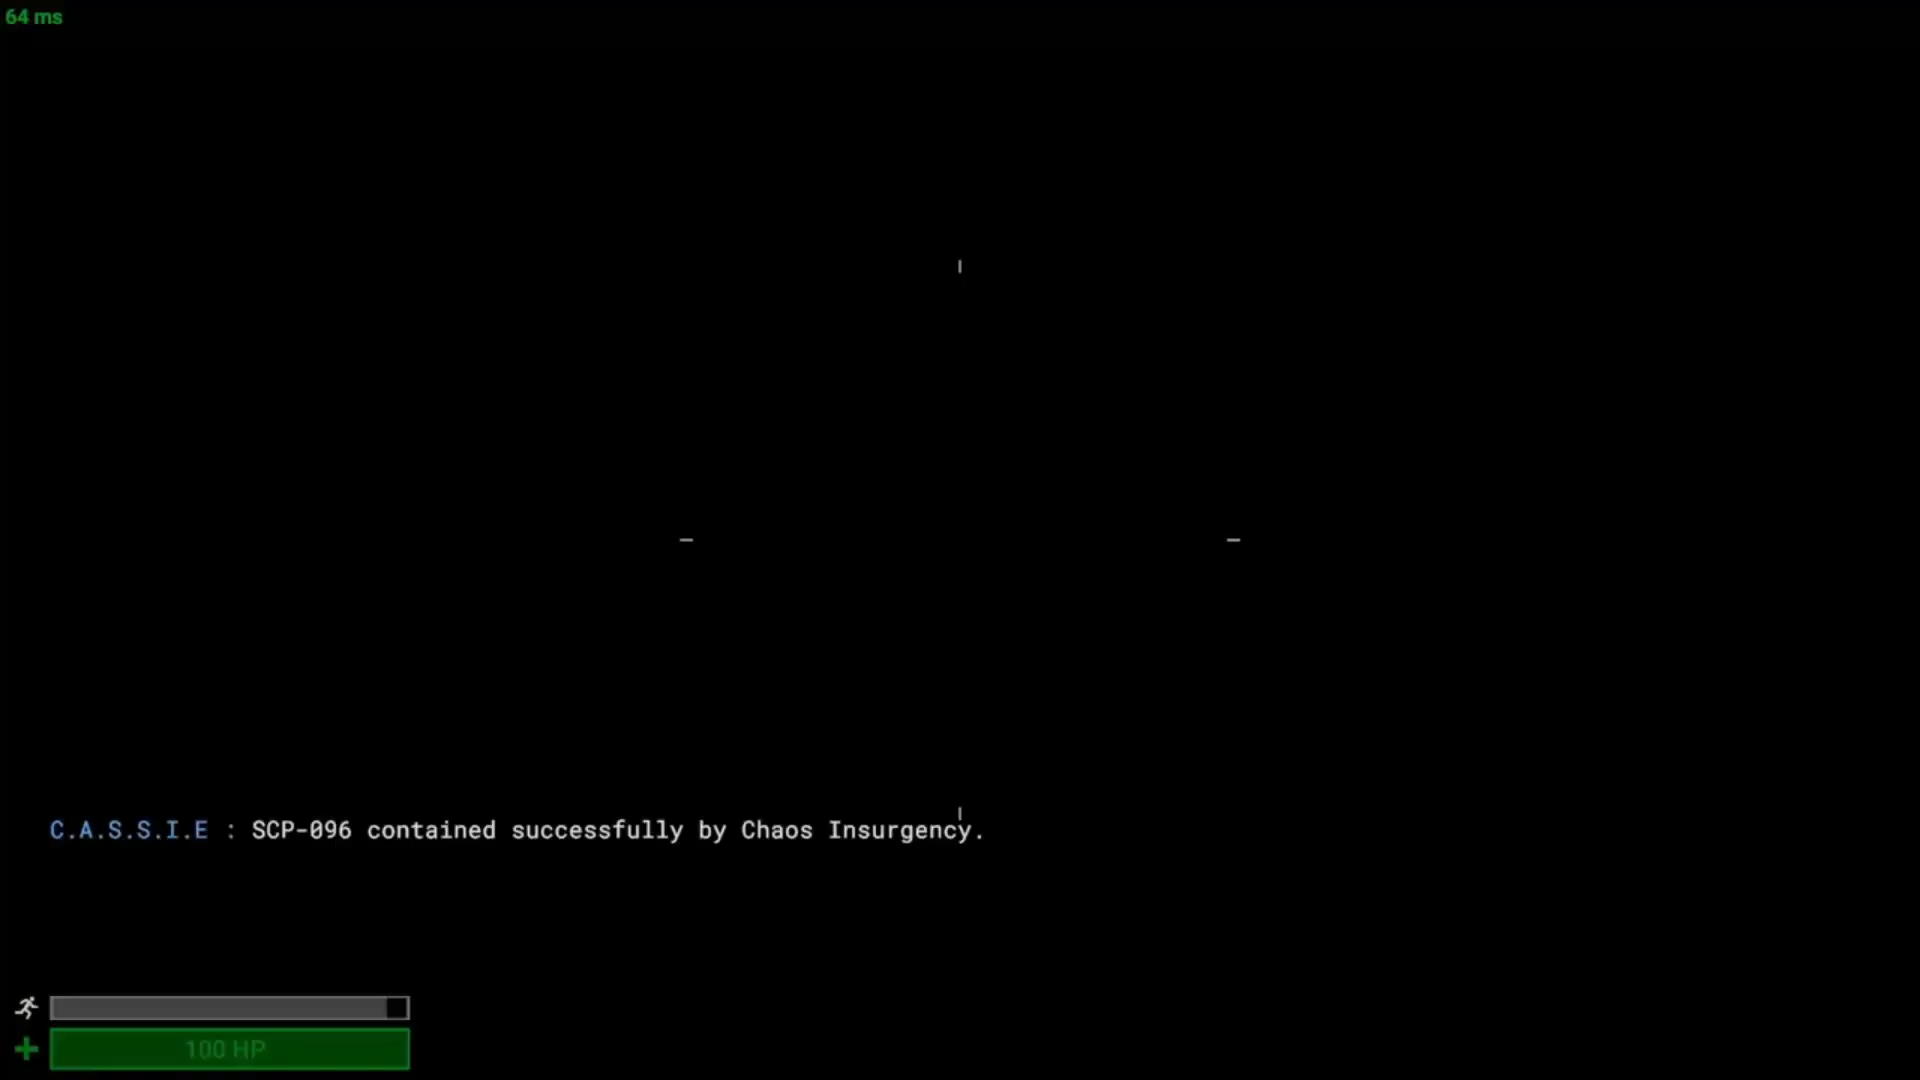 64 ms
C.A.S.S.I.E : SCP-096 contained successfully by Chaos Insurgency.
100 HP